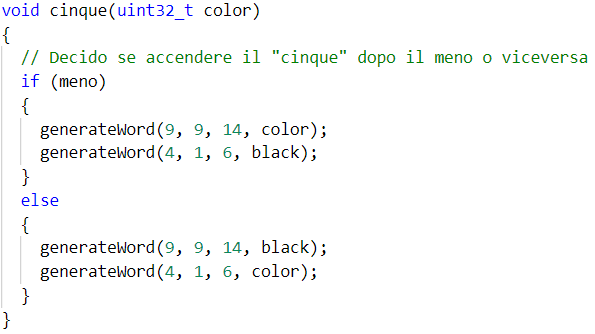 void cinque(uint32_t color)
{
  // Decido se accendere il "cinque" dopo il meno o viceversa
  if (meno)
  {
    generateWord(9, 9, 14, color);
    generateWord(4, 1, 6, black);
  }
  else
  {
    generateWord(9, 9, 14, black);
    generateWord(4, 1, 6, color);
  }
}